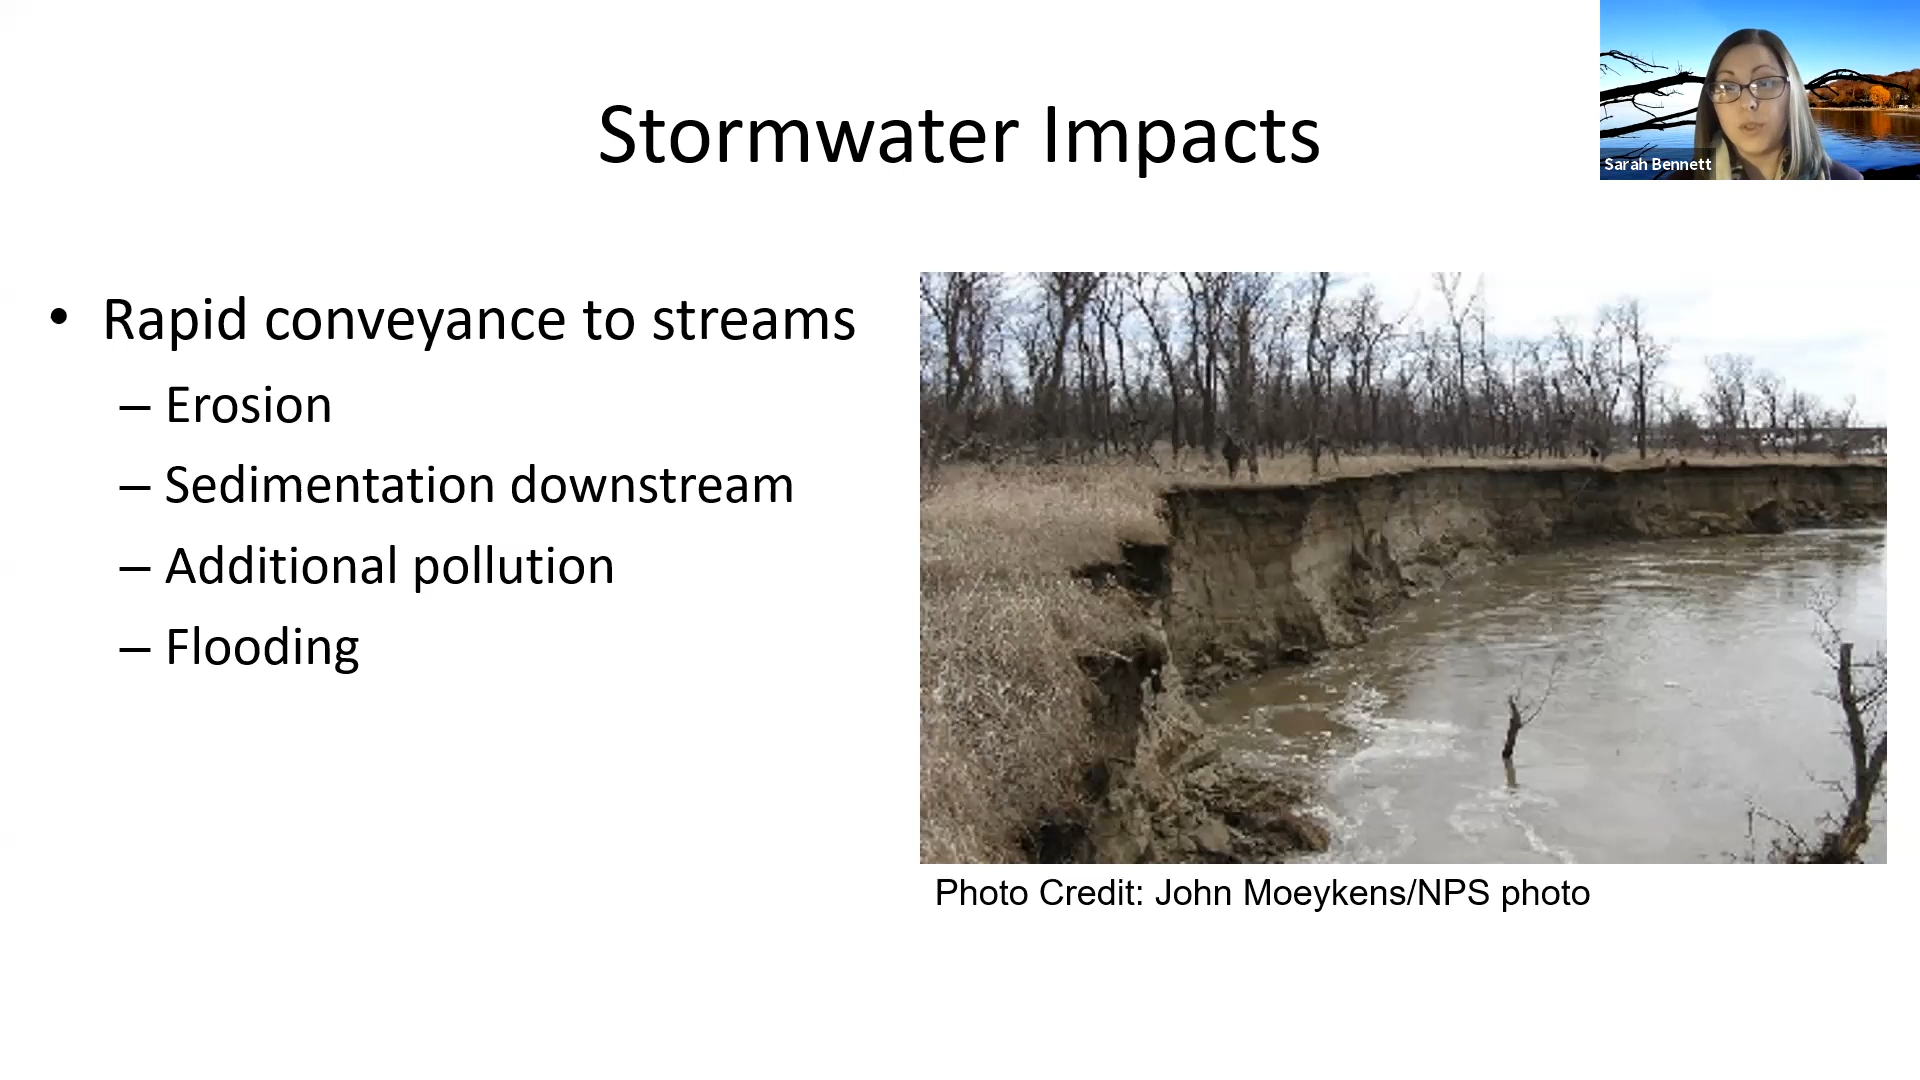 Stormwater Impacts
Sarah Bennett
• Rapid conveyance to streams
– Erosion
– Sedimentation downstream
– Additional pollution
– Flooding
Photo Credit: John Moeykens/NPS photo